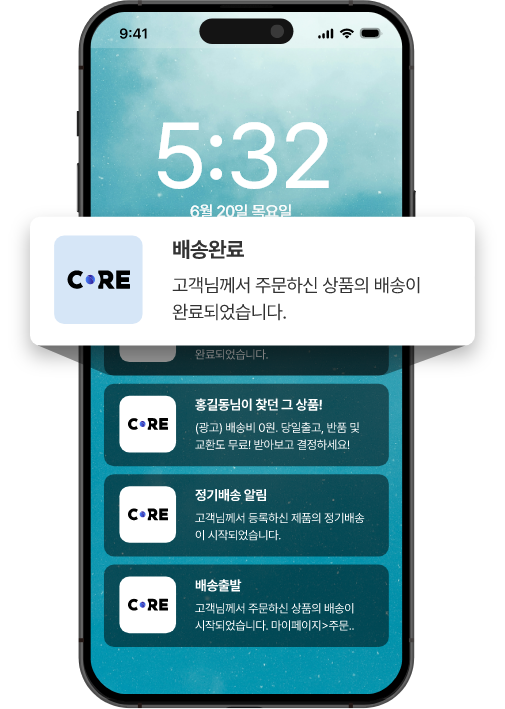 9:41
5:32
6월 20일 목요일
CORE
배송완료
고객님께서 주문하신 상품의 배송이
완료되었습니다.
완료되었습니다.
CORE
홍길동님이 찾던 그 상품!
(광고) 배송비 0원. 당일출고, 반품 및
교환도 무료! 받아보고 결정하세요!
CORE
정기배송 알림
고객님께서 등록하신 제품의 정기배송
이 시작되었습니다.
CORE
배송출발
고객님께서 주문하신 상품의 배송이
시작되었습니다. 마이페이지>주문..